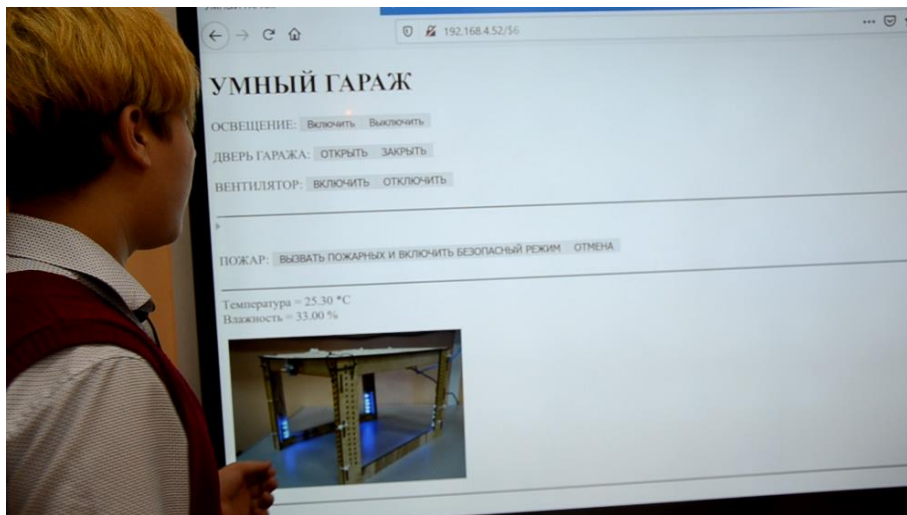 192.168.4.52/$6
УМНЫЙ ГАРАЖ
ОСВЕЩЕНИЕ: Включить Выключить
ДВЕРЬ ГАРАЖА: ОТКРЫТЬ ЗАКРЫТЬ
ВЕНТИЛЯТОР: ВКЛЮЧИТЬ ОТКЛЮЧИТЬ
ПОЖАР: ВЫЗВАТЬ ПОЖАРНЫХ И ВКЛЮЧИТЬ БЕЗОПАСНЫЙ РЕЖИМ ОТМЕНА
Температура = 25.30 *C
Влажность = 33.00 %